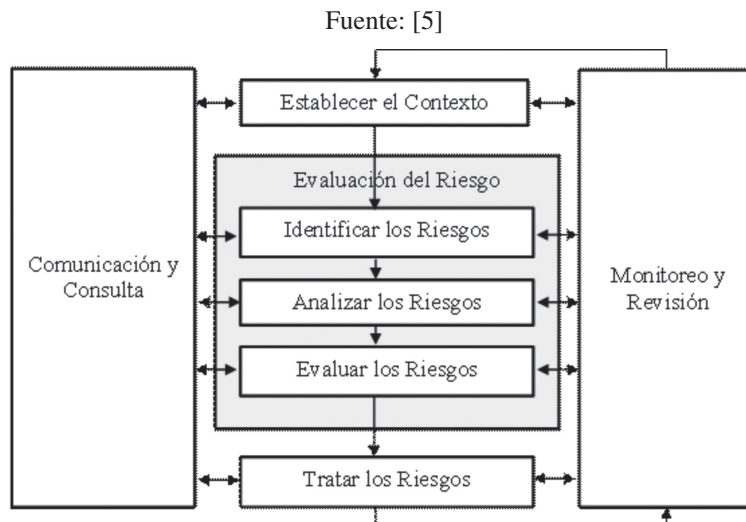 Fuente: [5]
Establecer el Contexto
Evaluación del Riesgo
Identificar los Riesgos
Comunicación y
Consulta
Analizar los Riesgos
Monitoreo y
Revisión
Evaluar los Riesgos
Tratar los Riesgos